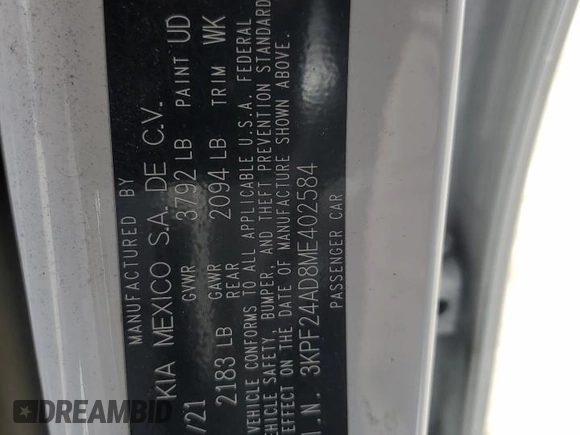 MANUFACTURED BY
KIA MEXICO S.A. DE C.V.
/21 GVWR 3792 LB PAINT UD
2183 LB GAWR REAR 2094 LB TRIM WK
VEHICLE CONFORMS TO ALL APPLICABLE U.S.A. FEDERAL
VEHICLE SAFETY, BUMPER, AND THEFT PREVENTION STANDARD
EFFECT ON THE DATE OF MANUFACTURE SHOWN ABOVE.
I.N. 3KPF24AD8ME402584
PASSENGER CAR
DREAMBID